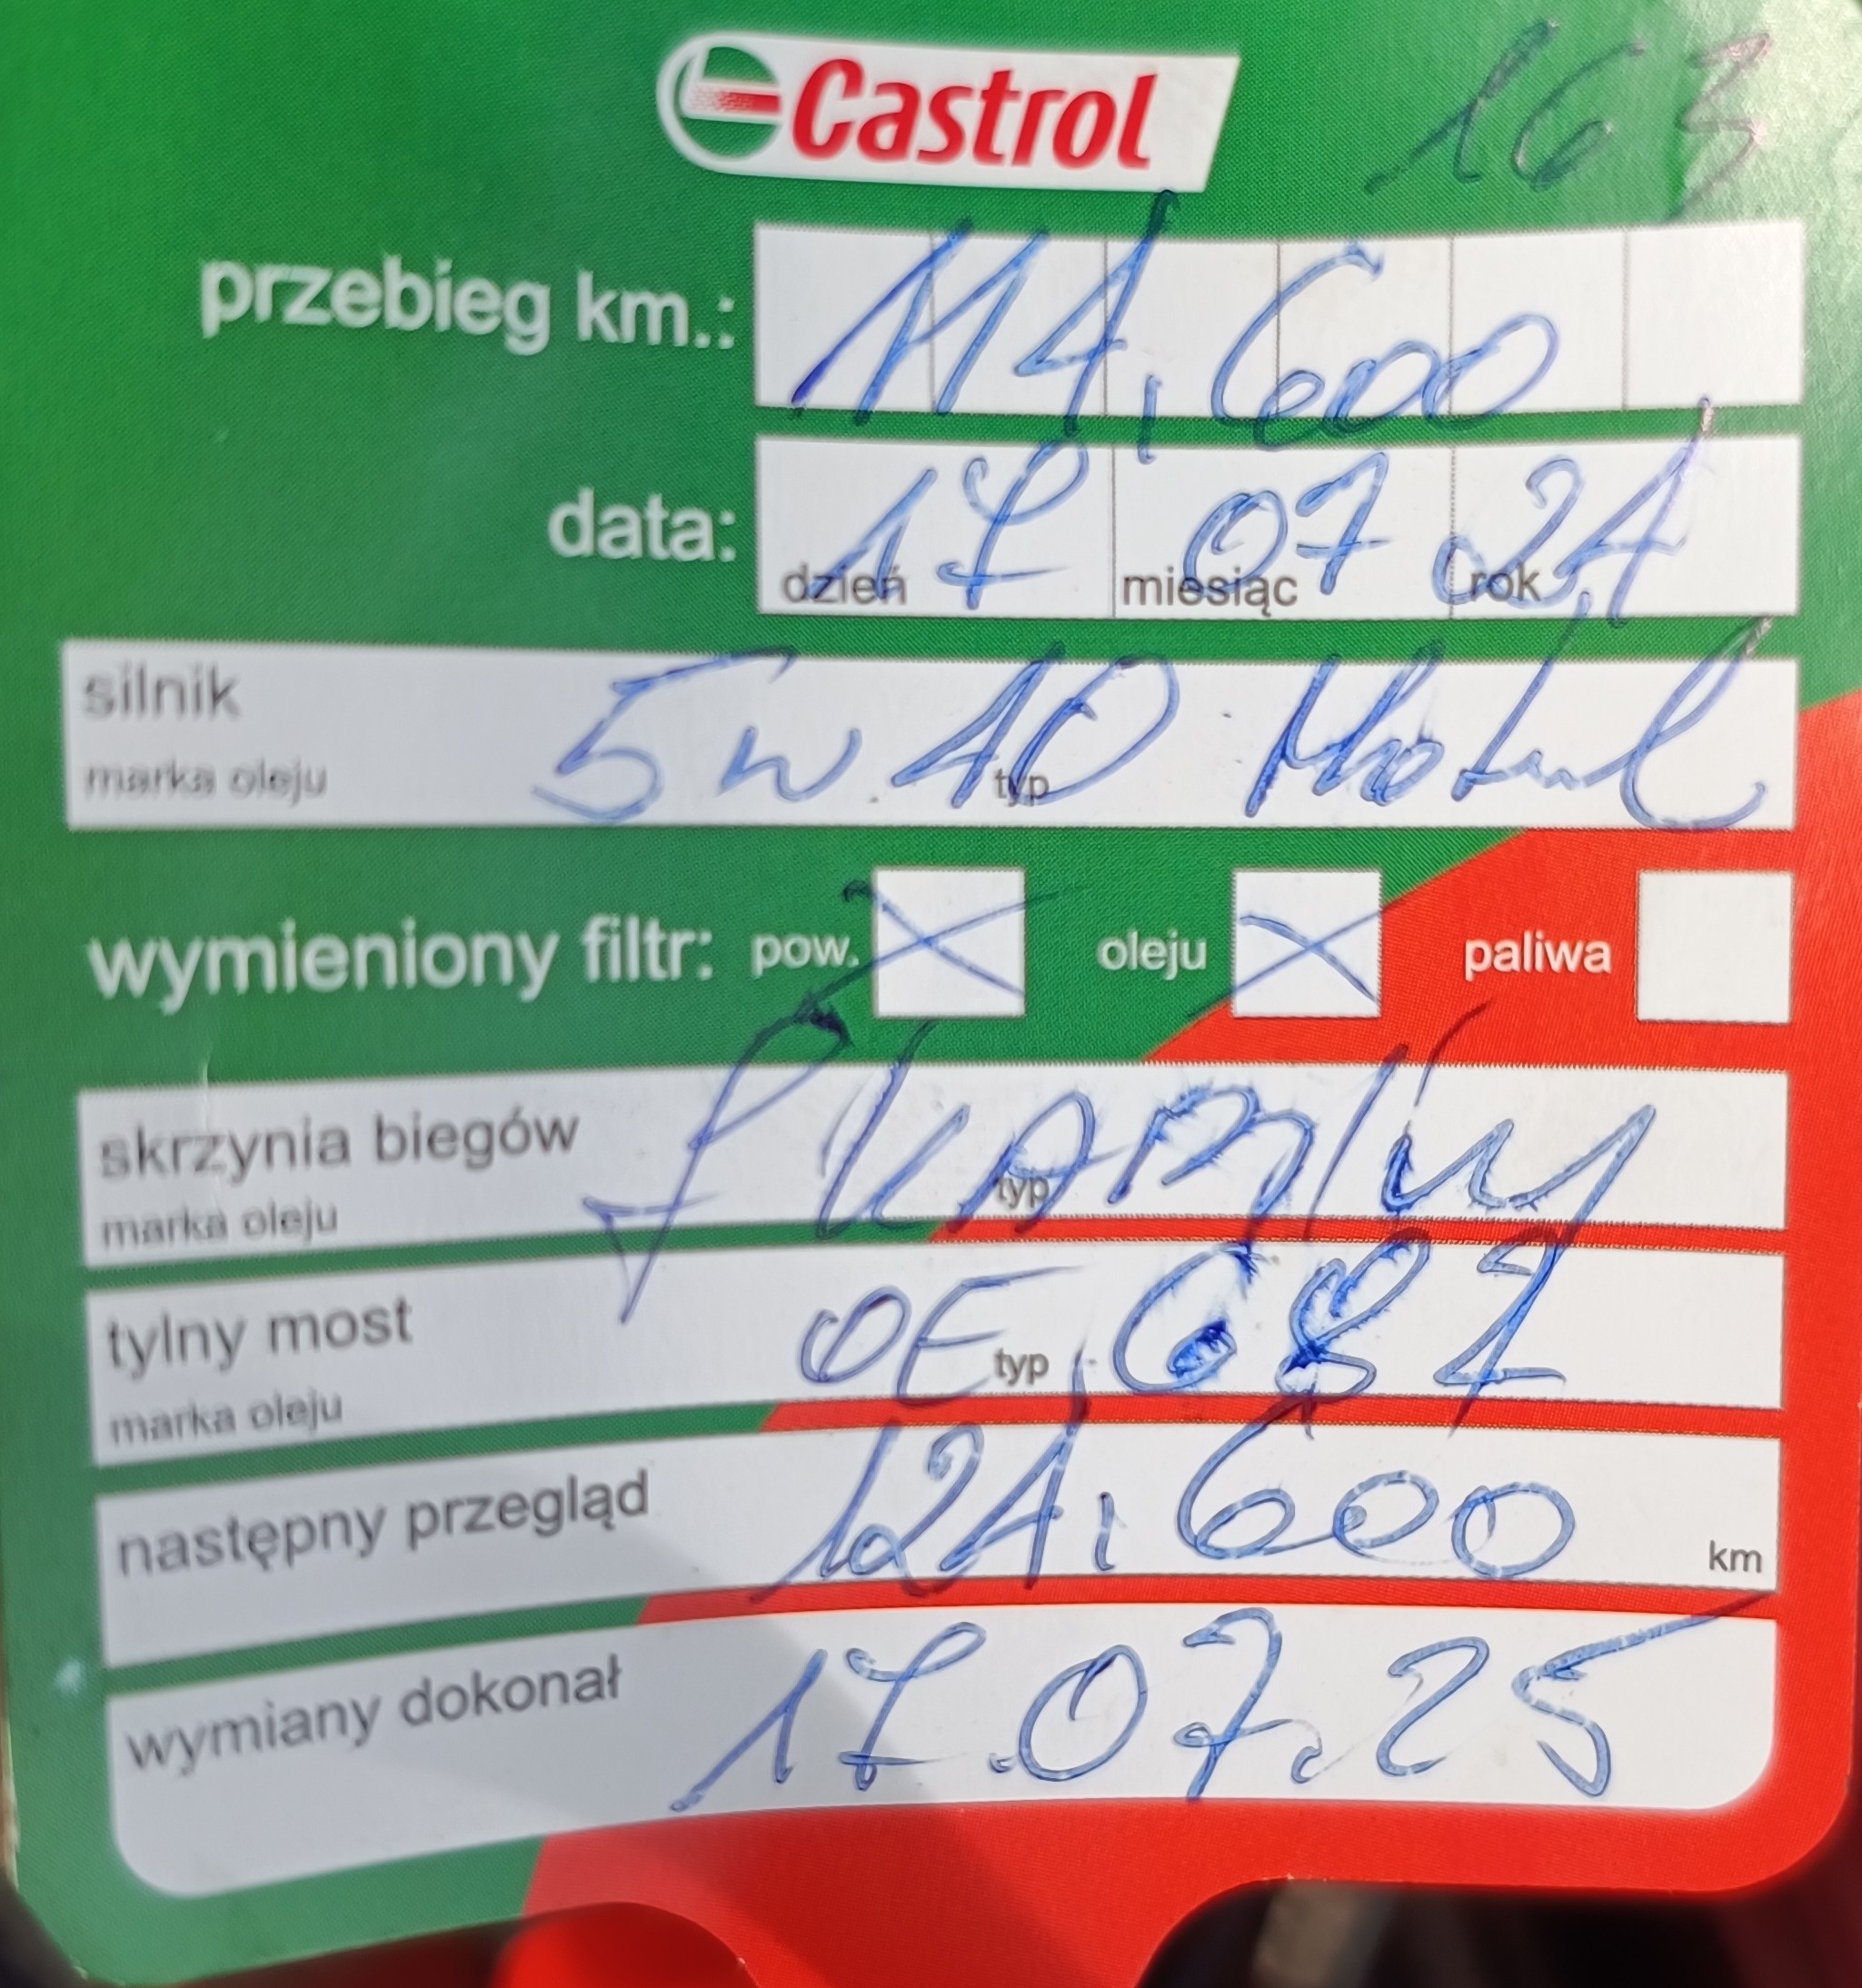 Castrol
163
przebieg km.: 114,600
data: 17 07 24
dzień miesiąc rok
silnik 5w40 Motul
marka oleju typ
wymieniony filtr: pow. X oleju X paliwa
skrzynia biegów
marka oleju typ
tylny most OE 687
marka oleju typ
następny przegląd 124,600 km
wymiany dokonał 17.07.25